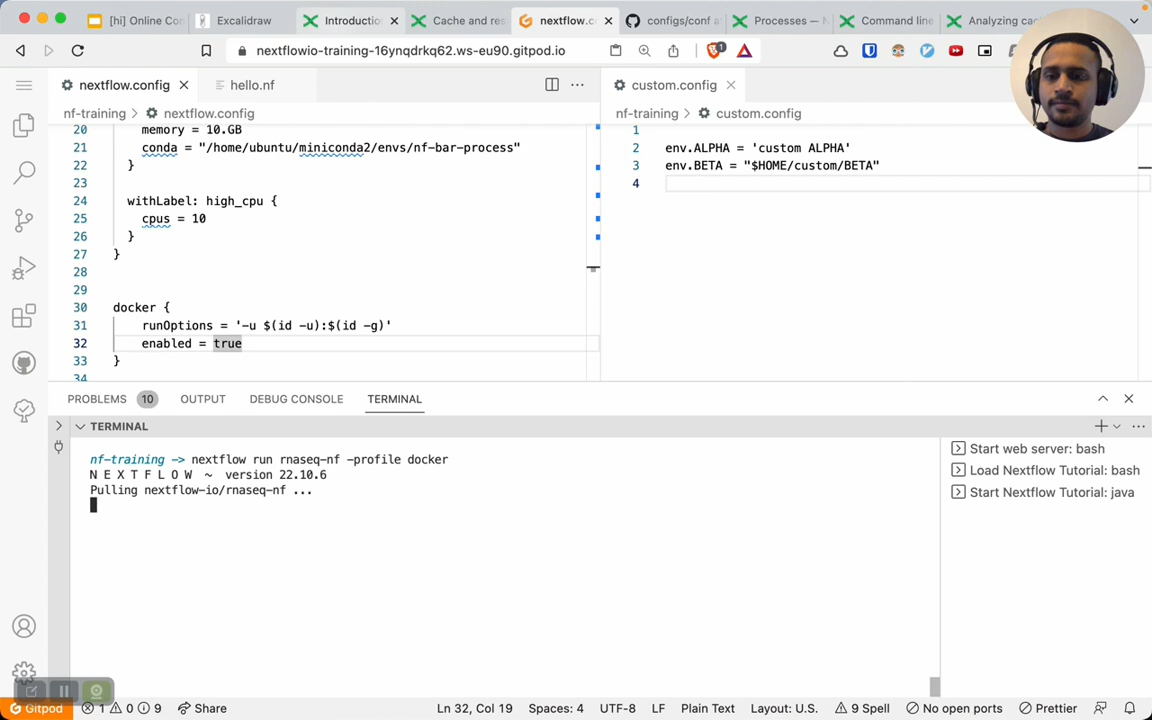 [hi] Online Con
Excalidraw
Introductio
Cache and res
nextflow.co
configs/conf a
Processes — N
Command line
Analyzing ca
nextflowio-training-16ynqdrkq62.ws-eu90.gitpod.io
1
nextflow.config
hello.nf
custom.config
nf-training > nextflow.config
nf-training > custom.config
20 memory = 10.GB
21 conda = "/home/ubuntu/miniconda2/envs/nf-bar-process"
22 }
23
24 withLabel: high_cpu {
25 cpus = 10
26 }
27 }
28
29
30 docker {
31 runOptions = '-u $(id -u):$(id -g)'
32 enabled = true
33 }
34
1
2 env.ALPHA = 'custom ALPHA'
3 env.BETA = "$HOME/custom/BETA"
4
PROBLEMS 10 OUTPUT DEBUG CONSOLE TERMINAL
TERMINAL
nf-training -> nextflow run rnaseq-nf -profile docker
N E X T F L O W ~ version 22.10.6
Pulling nextflow-io/rnaseq-nf ...
Start web server: bash
Load Nextflow Tutorial: bash
Start Nextflow Tutorial: java
Gitpod 1 0 9 Share Ln 32, Col 19 Spaces: 4 UTF-8 LF Plain Text Layout: U.S. 9 Spell No open ports Prettier